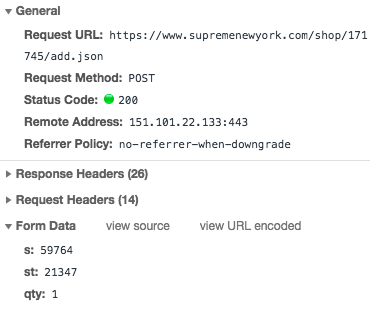 General
Request URL: https://www.supremenewyork.com/shop/171
745/add.json
Request Method: POST
Status Code: 200
Remote Address: 151.101.22.133:443
Referrer Policy: no-referrer-when-downgrade
Response Headers (26)
Request Headers (14)
Form Data view source view URL encoded
s: 59764
st: 21347
qty: 1